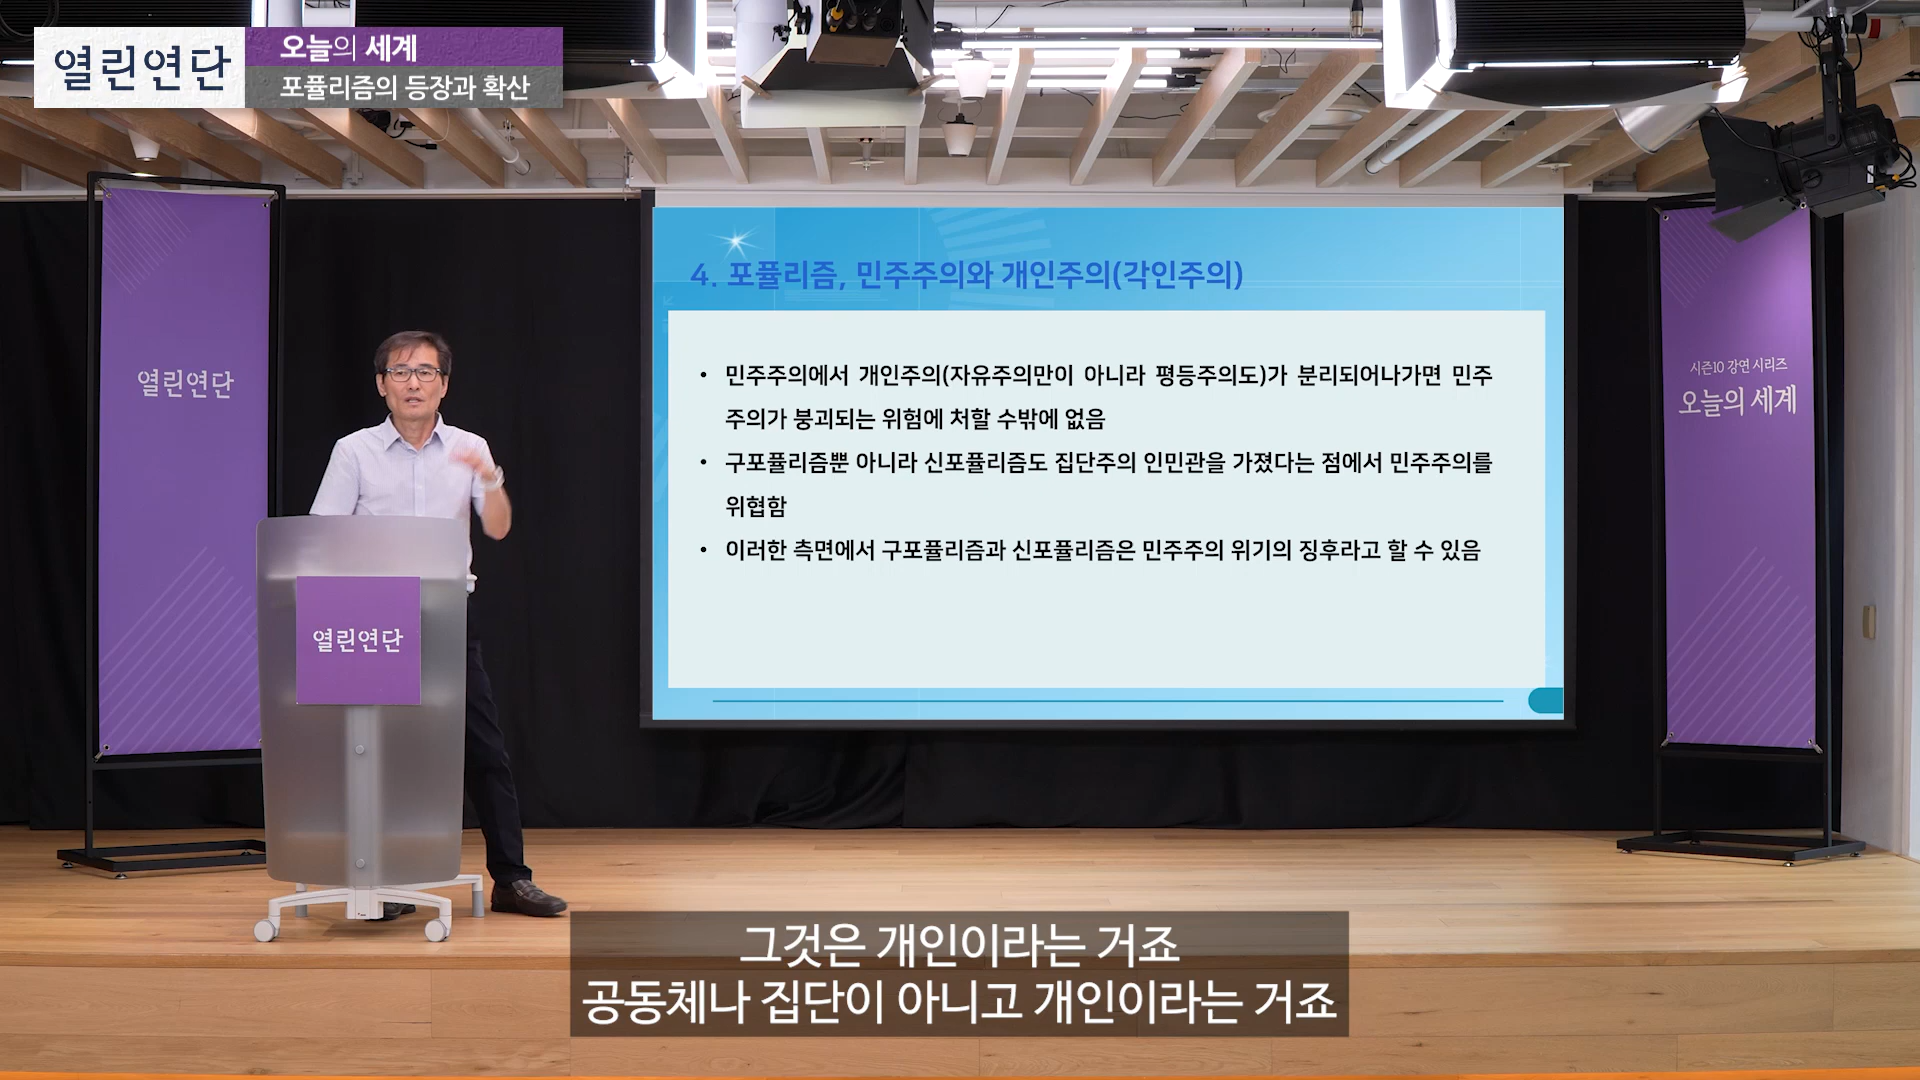 열린연단
오늘의 세계
포퓰리즘의 등장과 확산
열린연단
4. 포퓰리즘, 민주주의와 개인주의(각인주의)
• 민주주의에서 개인주의(자유주의만이 아니라 평등주의도)가 분리되어나가면 민주
주의가 붕괴되는 위험에 처할 수밖에 없음
• 구포퓰리즘뿐 아니라 신포퓰리즘도 집단주의 인민관을 가졌다는 점에서 민주주의를
위협함
• 이러한 측면에서 구포퓰리즘과 신포퓰리즘은 민주주의 위기의 징후라고 할 수 있음
시즌10 강연 시리즈
오늘의 세계
열린연단
그것은 개인이라는 거죠
공동체나 집단이 아니고 개인이라는 거죠